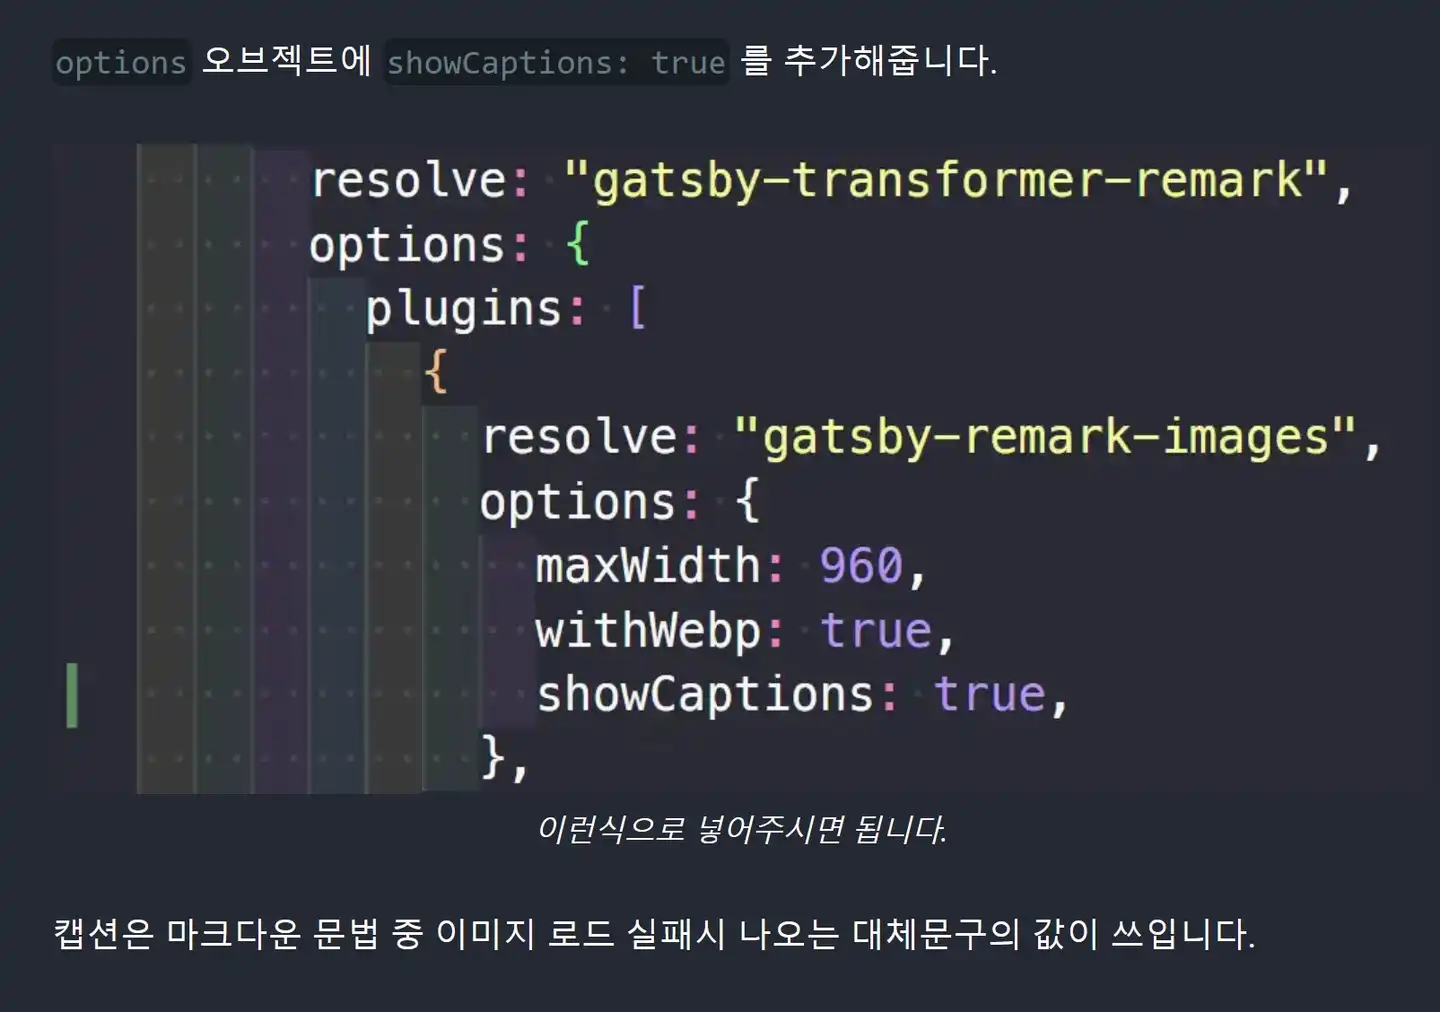 options 오브젝트에 showCaptions: true 를 추가해줍니다.
resolve: "gatsby-transformer-remark",
options: {
plugins: [
{
resolve: "gatsby-remark-images",
options: {
maxWidth: 960,
withWebp: true,
showCaptions: true,
},
이런식으로 넣어주시면 됩니다.
캡션은 마크다운 문법 중 이미지 로드 실패시 나오는 대체문구의 값이 쓰입니다.